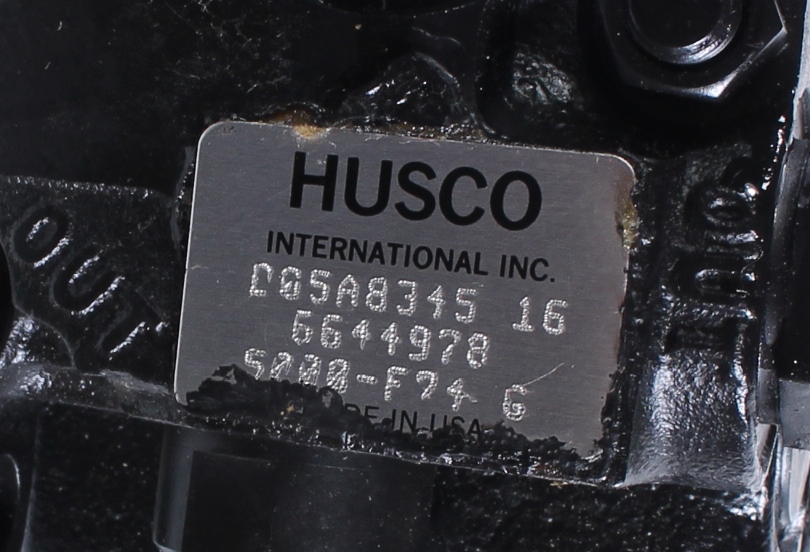 HUSCO
INTERNATIONAL INC.
C05A8345 16
6644978
5000-F74 G
MADE IN USA
OUT